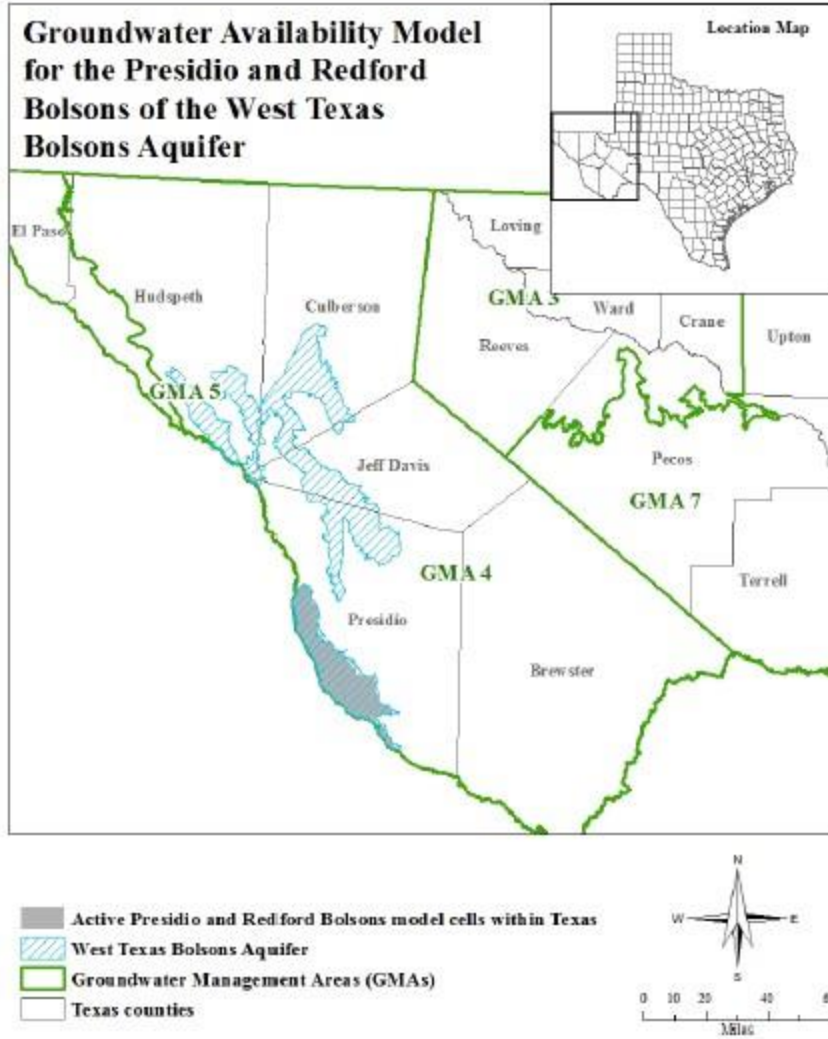 Groundwater Availability Model
for the Presidio and Redford
Bolsons of the West Texas
Bolsons Aquifer
Location Map
El Paso
Hudspeth
Culberson
Loving
GMA 3
Ward
Crane
Upton
Reeves
GMA 5
Jeff Davis
Pecos
GMA 7
GMA 4
Terrell
Presidio
Brewster
Active Presidio and Redford Bolsons model cells within Texas
West Texas Bolsons Aquifer
Groundwater Management Areas (GMAs)
Texas counties
N
W E
S
0 10 20 40
Miles